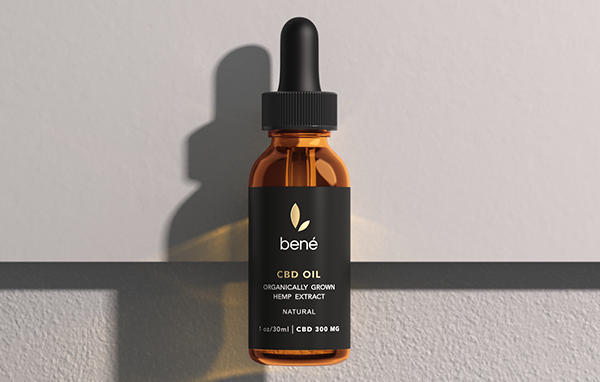 bené
CBD OIL
ORGANICALLY GROWN
HEMP EXTRACT
NATURAL
1 oz/30ml | CBD 300 MG